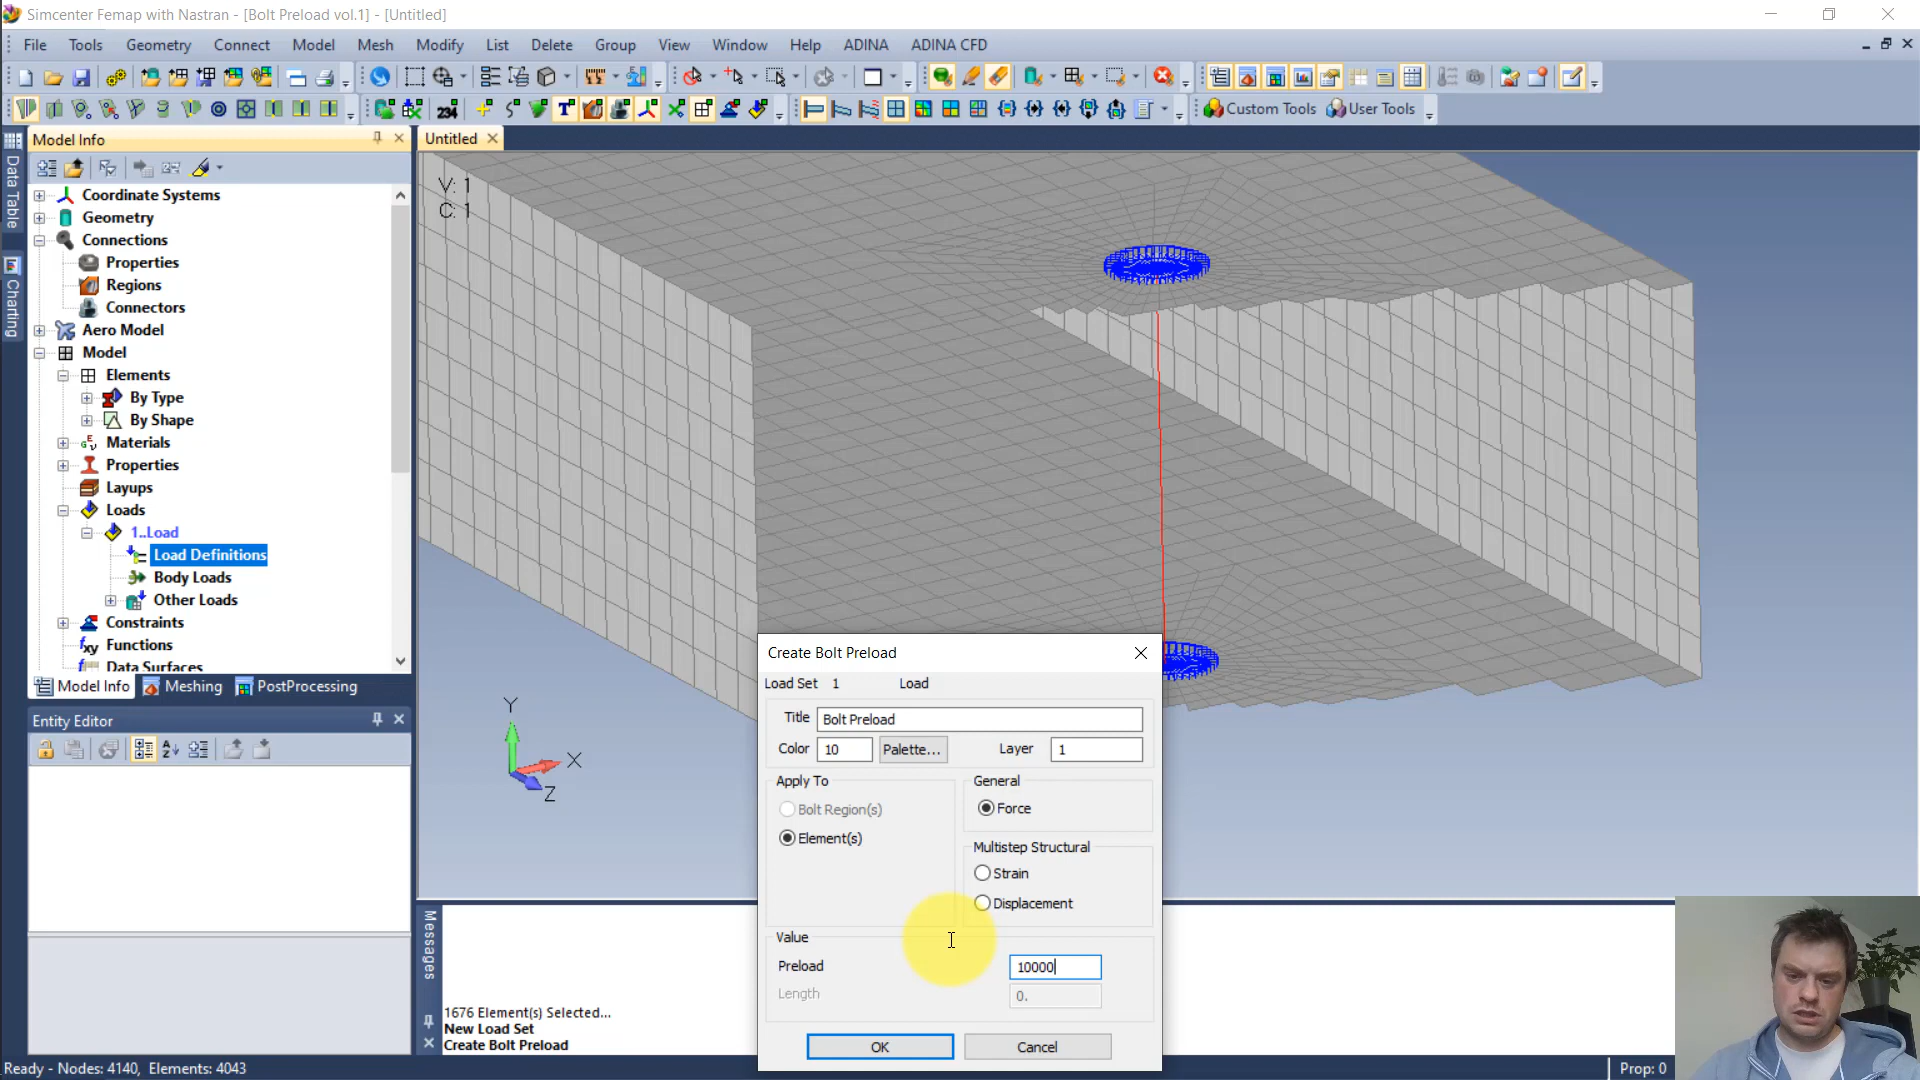 Simcenter Femap with Nastran - [Bolt Preload vol.1] - [Untitled]
File Tools Geometry Connect Model Mesh Modify List Delete Group View Window Help ADINA ADINA CFD
234 T Custom Tools User Tools
Model Info
Untitled
Data Table
Charting
V: 1
C: 1
Coordinate Systems
Geometry
Connections
Properties
Regions
Connectors
Aero Model
Model
Elements
By Type
By Shape
Materials
Properties
Layups
Loads
1..Load
Load Definitions
Body Loads
Other Loads
Constraints
fxy Functions
Data Surfaces
Model Info Meshing PostProcessing
Entity Editor
Y
X
Z
Create Bolt Preload
Load Set 1 Load
Title Bolt Preload
Color 10 Palette... Layer 1
Apply To
Bolt Region(s)
Element(s)
General
Force
Multistep Structural
Strain
Displacement
Value
Preload 10000
Length 0.
OK Cancel
Messages
1676 Element(s) Selected...
New Load Set
Create Bolt Preload
Ready - Nodes: 4140, Elements: 4043
Prop: 0